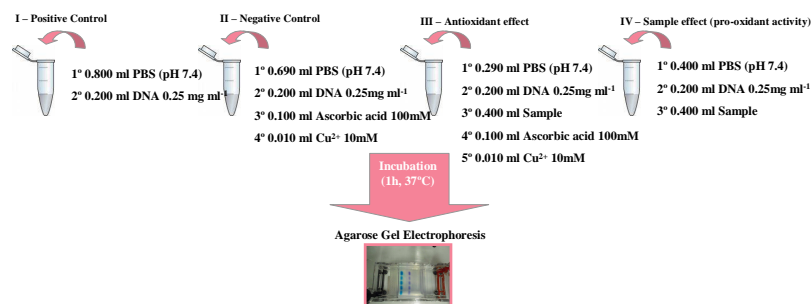 I – Positive Control
1º 0.800 ml PBS (pH 7.4)
2º 0.200 ml DNA 0.25 mg ml-1
II – Negative Control
1º 0.690 ml PBS (pH 7.4)
2º 0.200 ml DNA 0.25mg ml-1
3º 0.100 ml Ascorbic acid 100mM
4º 0.010 ml Cu2+ 10mM
III – Antioxidant effect
1º 0.290 ml PBS (pH 7.4)
2º 0.200 ml DNA 0.25mg ml-1
3º 0.400 ml Sample
4º 0.100 ml Ascorbic acid 100mM
5º 0.010 ml Cu2+ 10mM
IV – Sample effect (pro-oxidant activity)
1º 0.400 ml PBS (pH 7.4)
2º 0.200 ml DNA 0.25mg ml-1
3º 0.400 ml Sample
Incubation
(1h, 37ºC)
Agarose Gel Electrophoresis